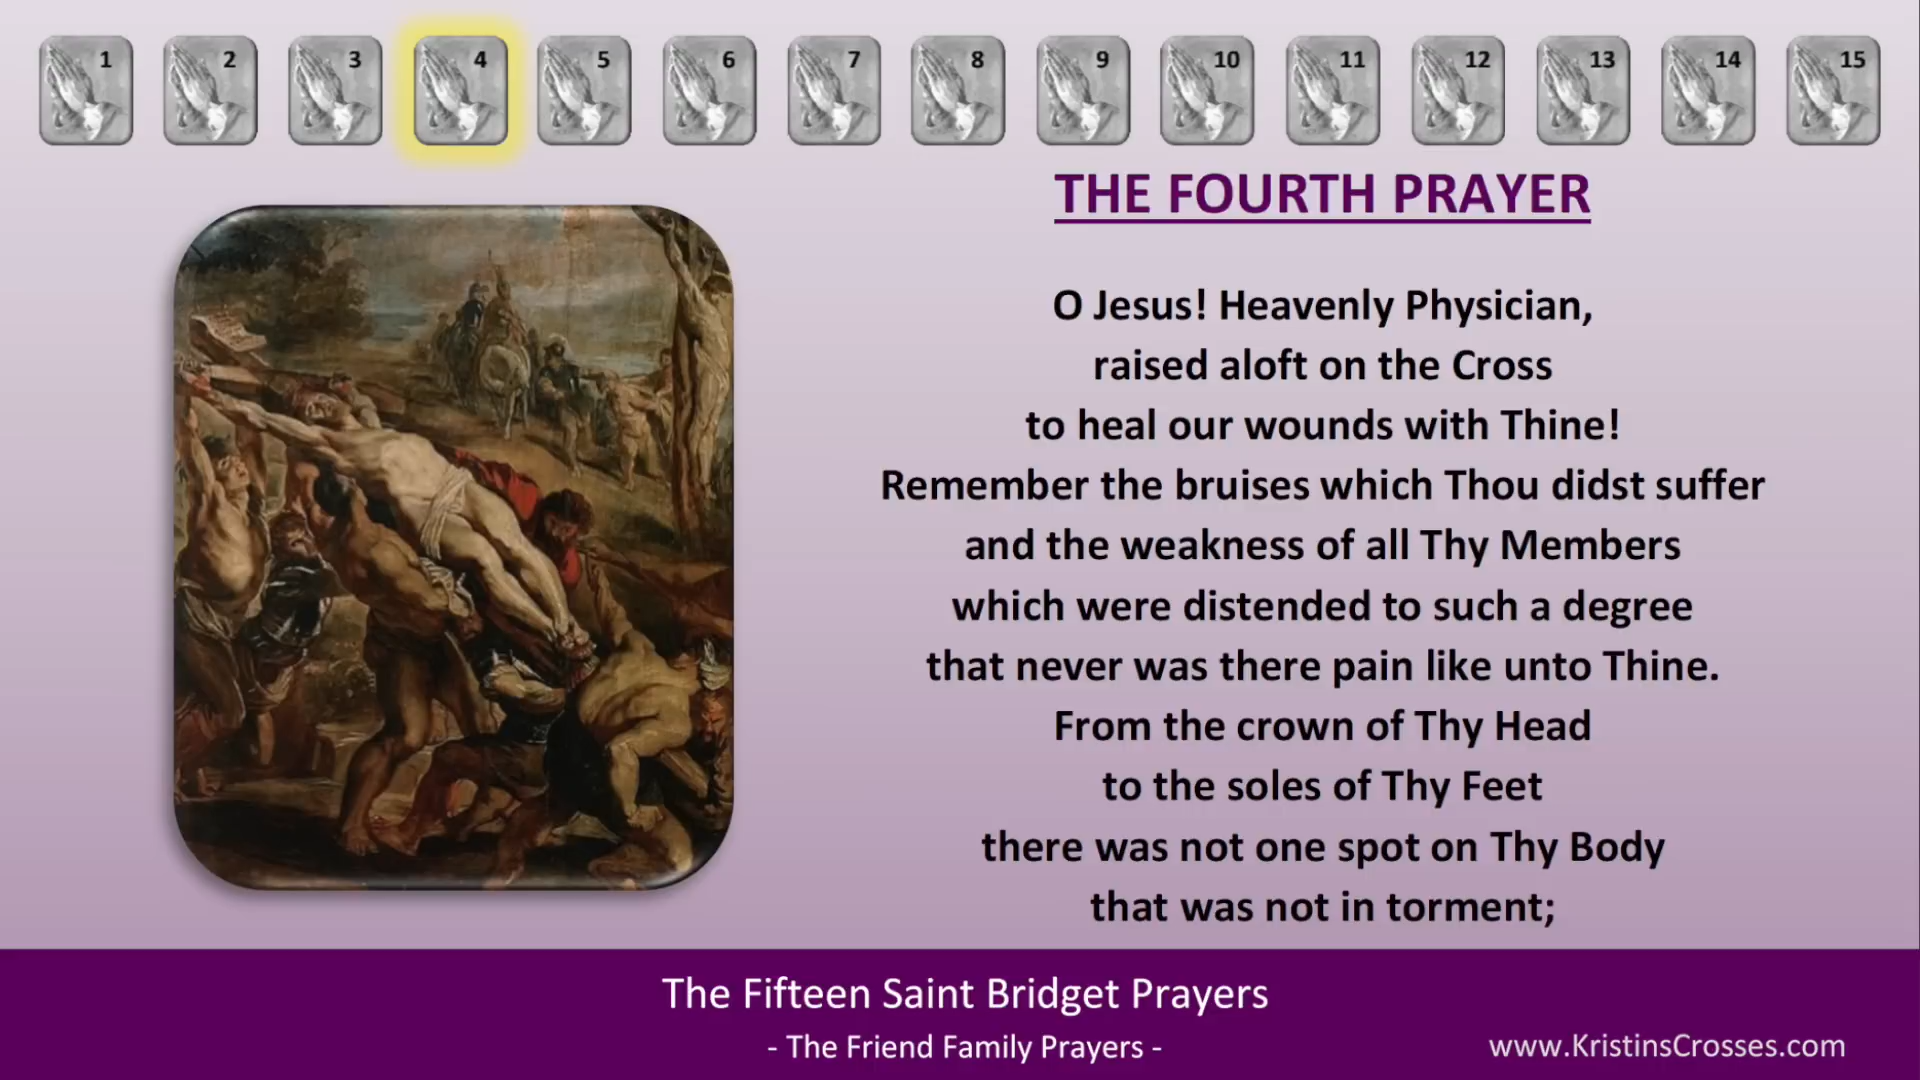 1 2 3 4 5 6 7 8 9 10 11 12 13 14 15
THE FOURTH PRAYER
O Jesus! Heavenly Physician,
raised aloft on the Cross
to heal our wounds with Thine!
Remember the bruises which Thou didst suffer
and the weakness of all Thy Members
which were distended to such a degree
that never was there pain like unto Thine.
From the crown of Thy Head
to the soles of Thy Feet
there was not one spot on Thy Body
that was not in torment;
The Fifteen Saint Bridget Prayers
- The Friend Family Prayers -
www.KristinsCrosses.com